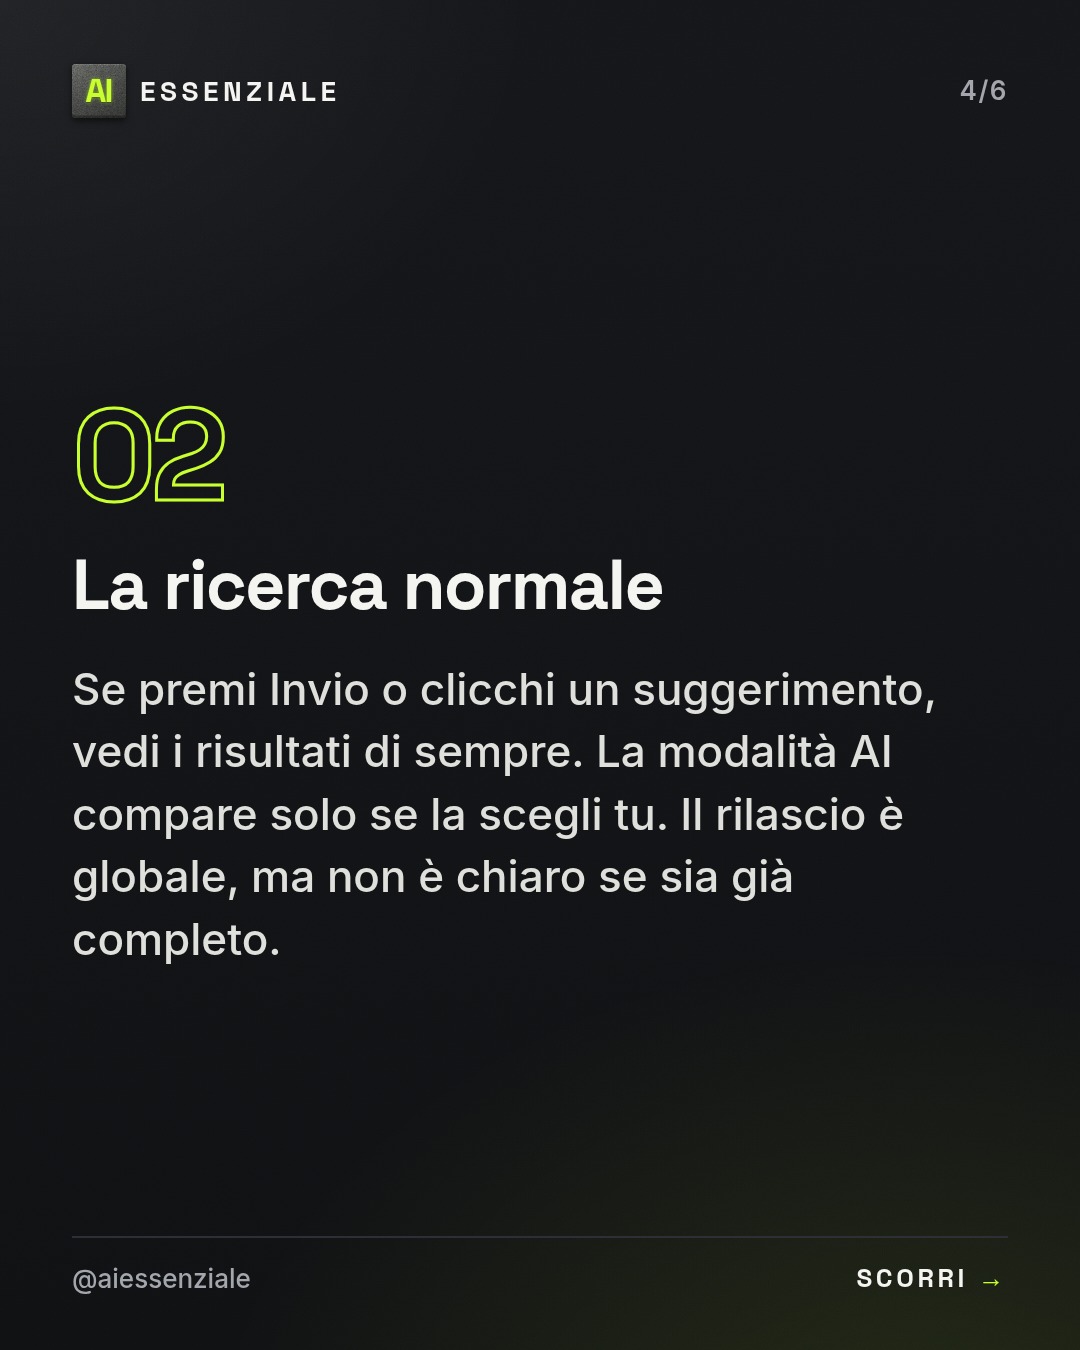 AI ESSENZIALE
4/6
02
La ricerca normale
Se premi Invio o clicchi un suggerimento,
vedi i risultati di sempre. La modalità AI
compare solo se la scegli tu. Il rilascio è
globale, ma non è chiaro se sia già
completo.
@aiessenziale
SCORRI →